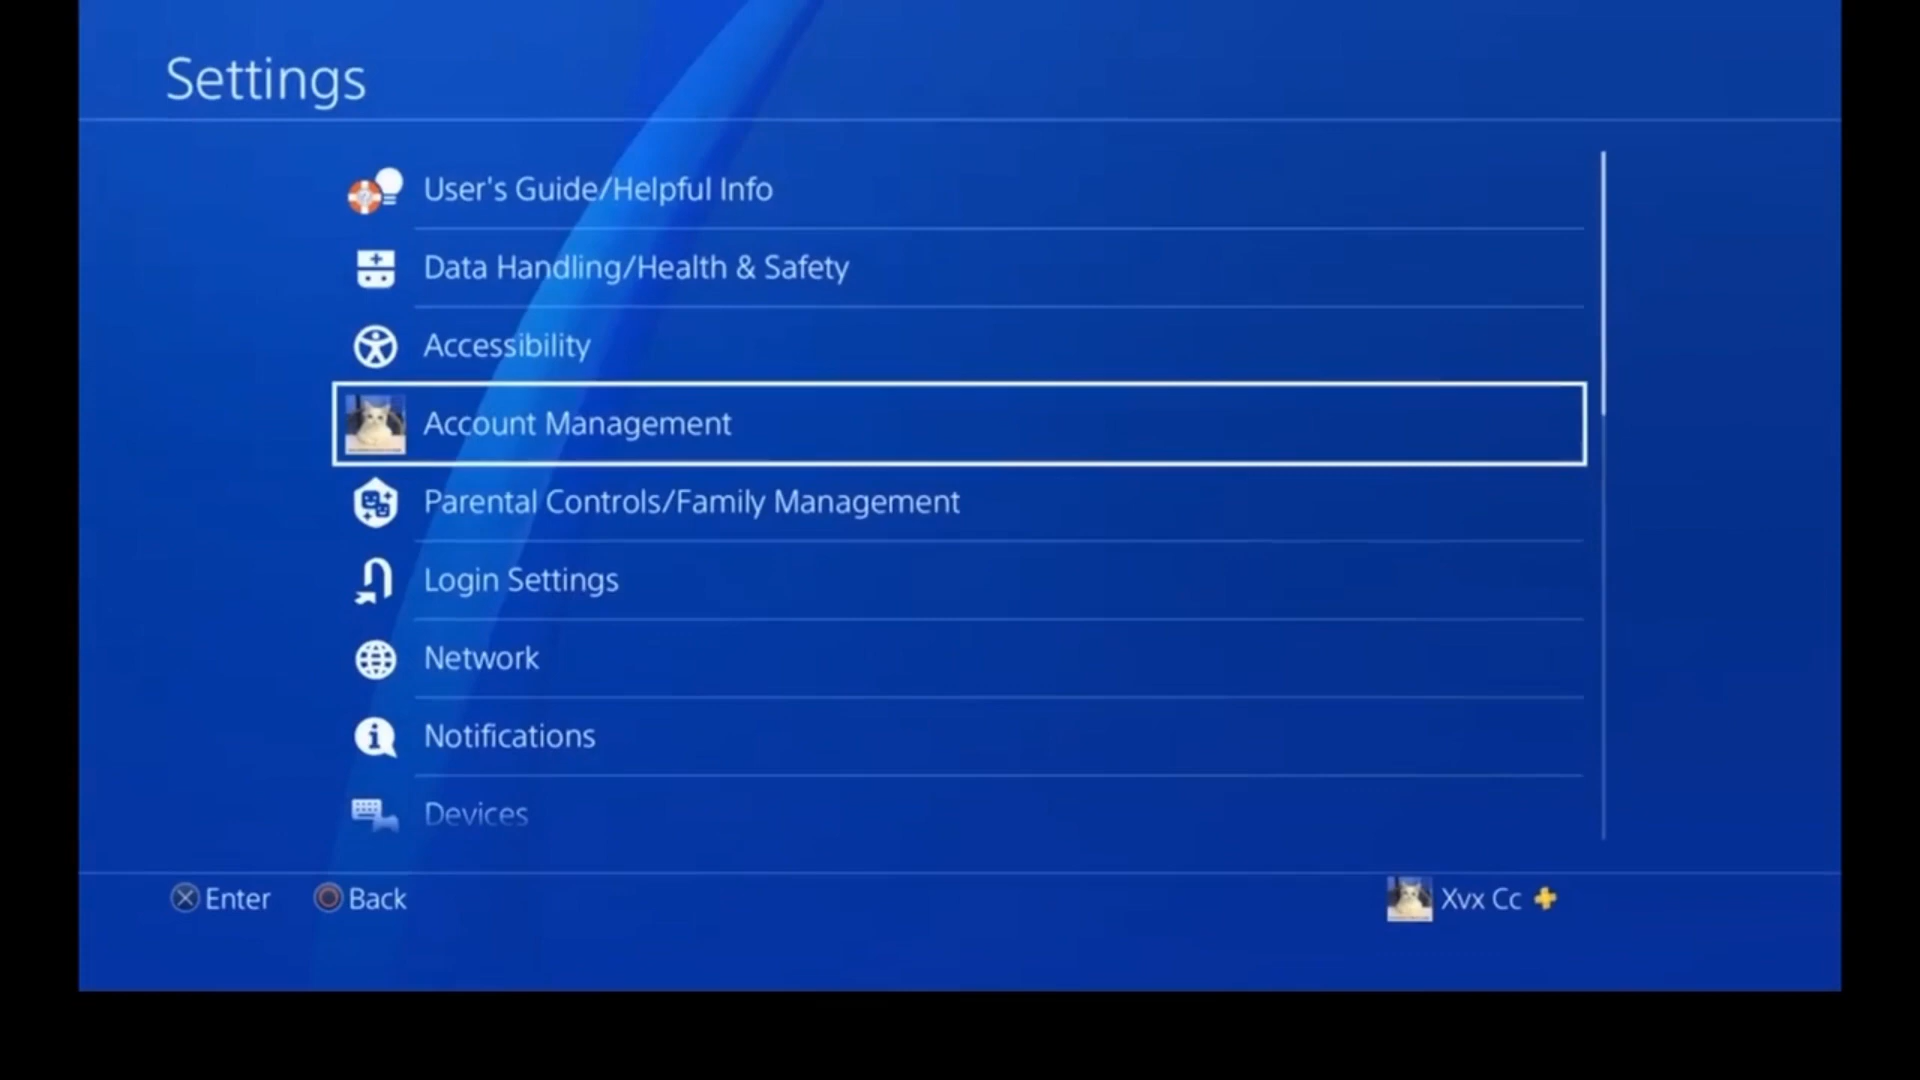 Settings
User's Guide/Helpful Info
Data Handling/Health & Safety
Accessibility
Account Management
Parental Controls/Family Management
Login Settings
Network
Notifications
Devices
Enter
Back
Xvx Cc